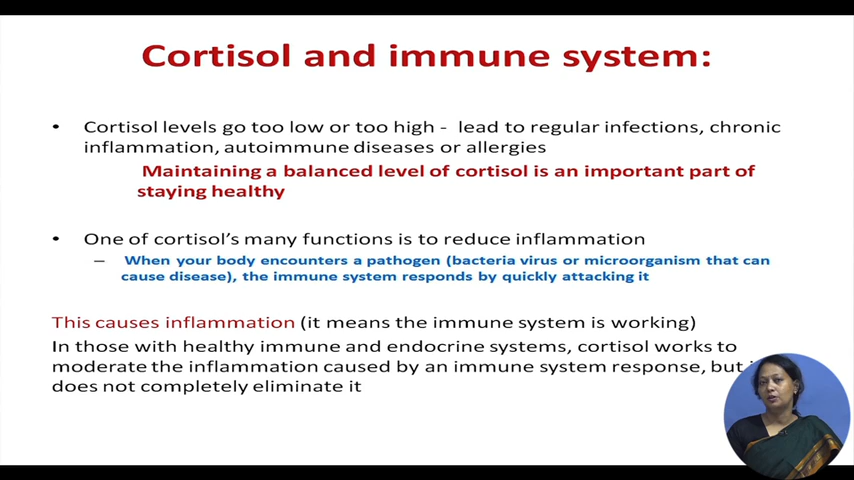 Cortisol and immune system:
• Cortisol levels go too low or too high - lead to regular infections, chronic
inflammation, autoimmune diseases or allergies
Maintaining a balanced level of cortisol is an important part of
staying healthy
• One of cortisol's many functions is to reduce inflammation
– When your body encounters a pathogen (bacteria virus or microorganism that can
cause disease), the immune system responds by quickly attacking it
This causes inflammation (it means the immune system is working)
In those with healthy immune and endocrine systems, cortisol works to
moderate the inflammation caused by an immune system response, but
does not completely eliminate it